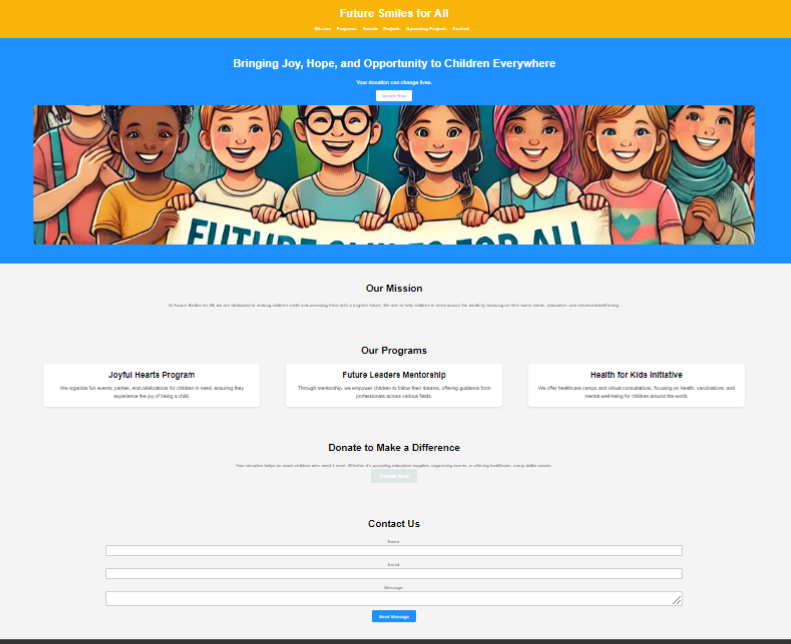 Future Smiles for All
Mission Programs Donate Projects Upcoming Projects Contact
Bringing Joy, Hope, and Opportunity to Children Everywhere
Your donation can change lives.
Donate Now
FUTURE SMILES FOR ALL
Our Mission
At Future Smiles for All, we are dedicated to making children smile and providing them with a brighter future. We aim to help children in need across the world by focusing on their basic needs, education, and emotional well-being.
Our Programs
Joyful Hearts Program
We organize fun events, parties, and celebrations for children in need, ensuring they
experience the joy of being a child.
Future Leaders Mentorship
Through mentorship, we empower children to follow their dreams, offering guidance from
professionals across various fields.
Health for Kids Initiative
We offer healthcare camps and virtual consultations, focusing on health, vaccinations, and
mental well-being for children around the world.
Donate to Make a Difference
Your donation helps us reach children who need it most. Whether it's providing education supplies, organizing events, or offering healthcare, every dollar counts.
Donate Now
Contact Us
Name:
Email:
Message:
Send Message